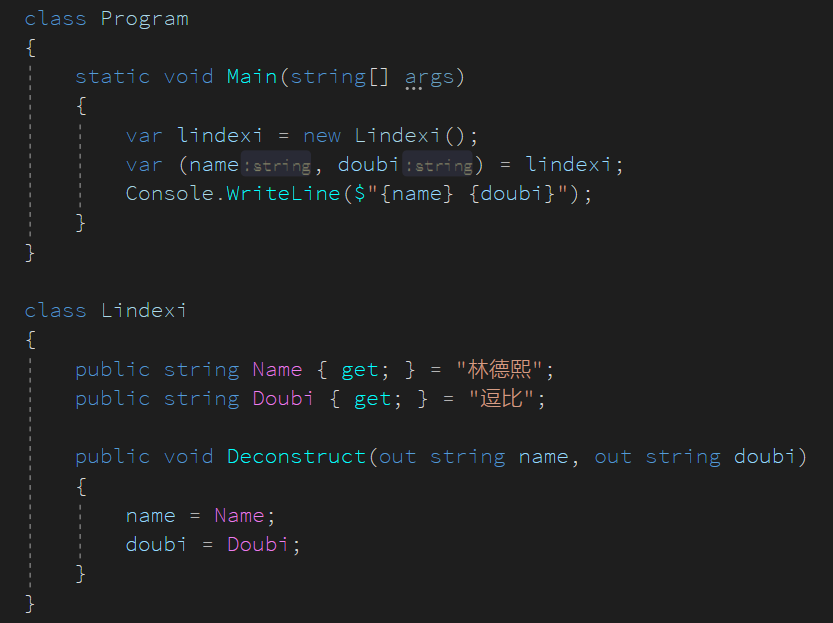 class Program
{
    static void Main(string[] args)
    {
        var lindexi = new Lindexi();
        var (name:string, doubi:string) = lindexi;
        Console.WriteLine($"{name} {doubi}");
    }
}

class Lindexi
{
    public string Name { get; } = "林德熙";
    public string Doubi { get; } = "逗比";

    public void Deconstruct(out string name, out string doubi)
    {
        name = Name;
        doubi = Doubi;
    }
}